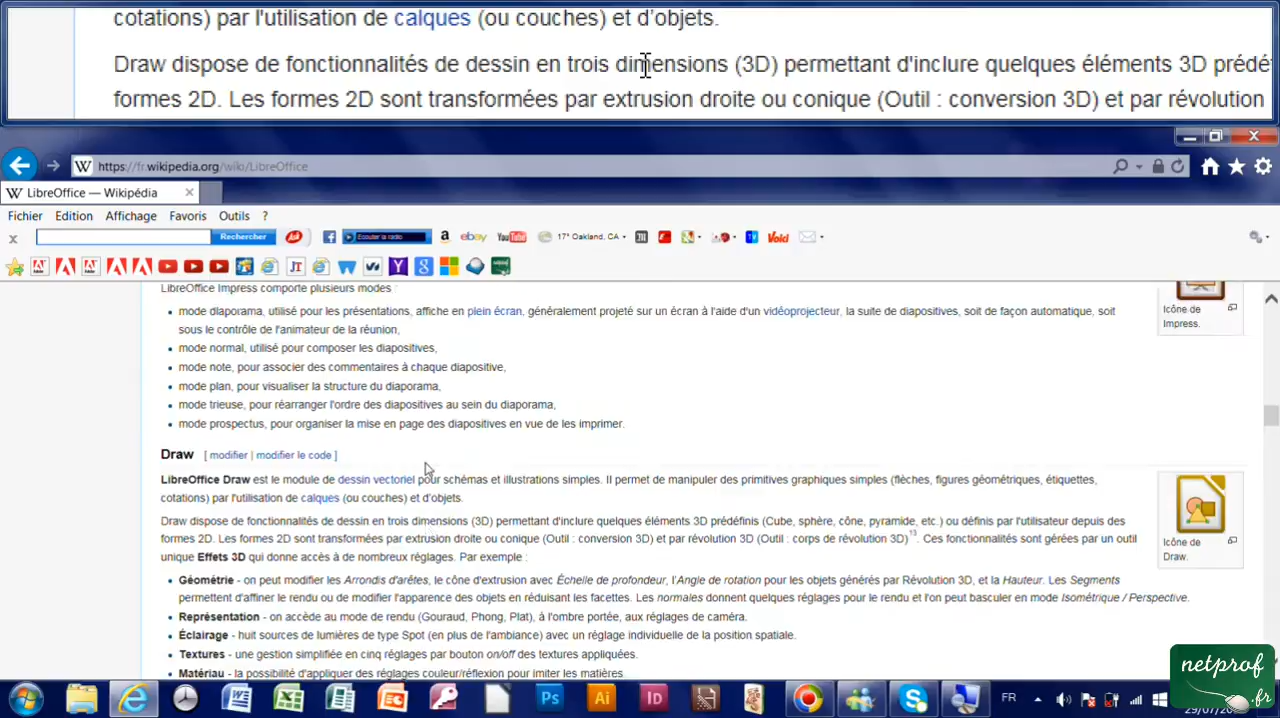 cotations) par l'utilisation de calques (ou couches) et d'objets.
Draw dispose de fonctionnalités de dessin en trois dimensions (3D) permettant d'inclure quelques éléments 3D prédé
formes 2D. Les formes 2D sont transformées par extrusion droite ou conique (Outil : conversion 3D) et par révolution
https://fr.wikipedia.org/wiki/LibreOffice
W LibreOffice — Wikipédia
Fichier Edition Affichage Favoris Outils ?
x Rechercher Ask Ecouter la radio a ebay YouTube 17° Oakland, CA Void
JT
LibreOffice Impress comporte plusieurs modes :
mode diaporama, utilisé pour les présentations, affiche en plein écran, généralement projeté sur un écran à l'aide d'un vidéoprojecteur, la suite de diapositives, soit de façon automatique, soit
sous le contrôle de l'animateur de la réunion,
mode normal, utilisé pour composer les diapositives,
mode note, pour associer des commentaires à chaque diapositive,
mode plan, pour visualiser la structure du diaporama,
mode trieuse, pour réarranger l'ordre des diapositives au sein du diaporama,
mode prospectus, pour organiser la mise en page des diapositives en vue de les imprimer.
Icône de
Impress.
Draw [ modifier | modifier le code ]
LibreOffice Draw est le module de dessin vectoriel pour schémas et illustrations simples. Il permet de manipuler des primitives graphiques simples (flèches, figures géométriques, étiquettes,
cotations) par l'utilisation de calques (ou couches) et d'objets.
Draw dispose de fonctionnalités de dessin en trois dimensions (3D) permettant d'inclure quelques éléments 3D prédéfinis (Cube, sphère, cône, pyramide, etc.) ou définis par l'utilisateur depuis des
formes 2D. Les formes 2D sont transformées par extrusion droite ou conique (Outil : conversion 3D) et par révolution 3D (Outil : corps de révolution 3D)13. Ces fonctionnalités sont gérées par un outil
unique Effets 3D qui donne accès à de nombreux réglages. Par exemple :
Icône de
Draw.
Géométrie - on peut modifier les Arrondis d'arêtes, le cône d'extrusion avec Échelle de profondeur, l'Angle de rotation pour les objets générés par Révolution 3D, et la Hauteur. Les Segments
permettent d'affiner le rendu ou de modifier l'apparence des objets en réduisant les facettes. Les normales donnent quelques réglages pour le rendu et l'on peut basculer en mode Isométrique / Perspective.
Représentation - on accède au mode de rendu (Gouraud, Phong, Plat), à l'ombre portée, aux réglages de caméra.
Éclairage - huit sources de lumières de type Spot (en plus de l'ambiance) avec un réglage individuelle de la position spatiale.
Textures - une gestion simplifiée en cinq réglages par bouton on/off des textures appliquées.
Matériau - la possibilité d'appliquer des réglages couleur/réflexion pour imiter les matières.
Ps Ai Id FR
29/07/20
netprof
.fr